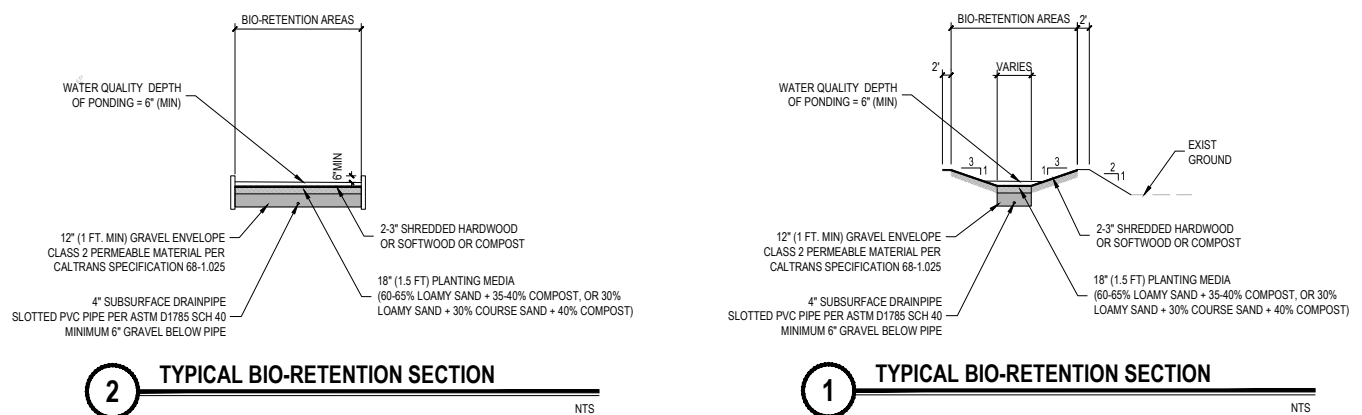 BIO-RETENTION AREAS
WATER QUALITY DEPTH
OF PONDING = 6" (MIN)
6"MIN
12" (1 FT. MIN) GRAVEL ENVELOPE
CLASS 2 PERMEABLE MATERIAL PER
CALTRANS SPECIFICATION 68-1.025
4" SUBSURFACE DRAINPIPE
SLOTTED PVC PIPE PER ASTM D1785 SCH 40
MINIMUM 6" GRAVEL BELOW PIPE
2-3" SHREDDED HARDWOOD
OR SOFTWOOD OR COMPOST
18" (1.5 FT) PLANTING MEDIA
(60-65% LOAMY SAND + 35-40% COMPOST, OR 30%
LOAMY SAND + 30% COURSE SAND + 40% COMPOST)
2
TYPICAL BIO-RETENTION SECTION
NTS
BIO-RETENTION AREAS
2'
2'
VARIES
WATER QUALITY DEPTH
OF PONDING = 6" (MIN)
3
1
3
1
2
1
EXIST
GROUND
12" (1 FT. MIN) GRAVEL ENVELOPE
CLASS 2 PERMEABLE MATERIAL PER
CALTRANS SPECIFICATION 68-1.025
4" SUBSURFACE DRAINPIPE
SLOTTED PVC PIPE PER ASTM D1785 SCH 40
MINIMUM 6" GRAVEL BELOW PIPE
2-3" SHREDDED HARDWOOD
OR SOFTWOOD OR COMPOST
18" (1.5 FT) PLANTING MEDIA
(60-65% LOAMY SAND + 35-40% COMPOST, OR 30%
LOAMY SAND + 30% COURSE SAND + 40% COMPOST)
1
TYPICAL BIO-RETENTION SECTION
NTS